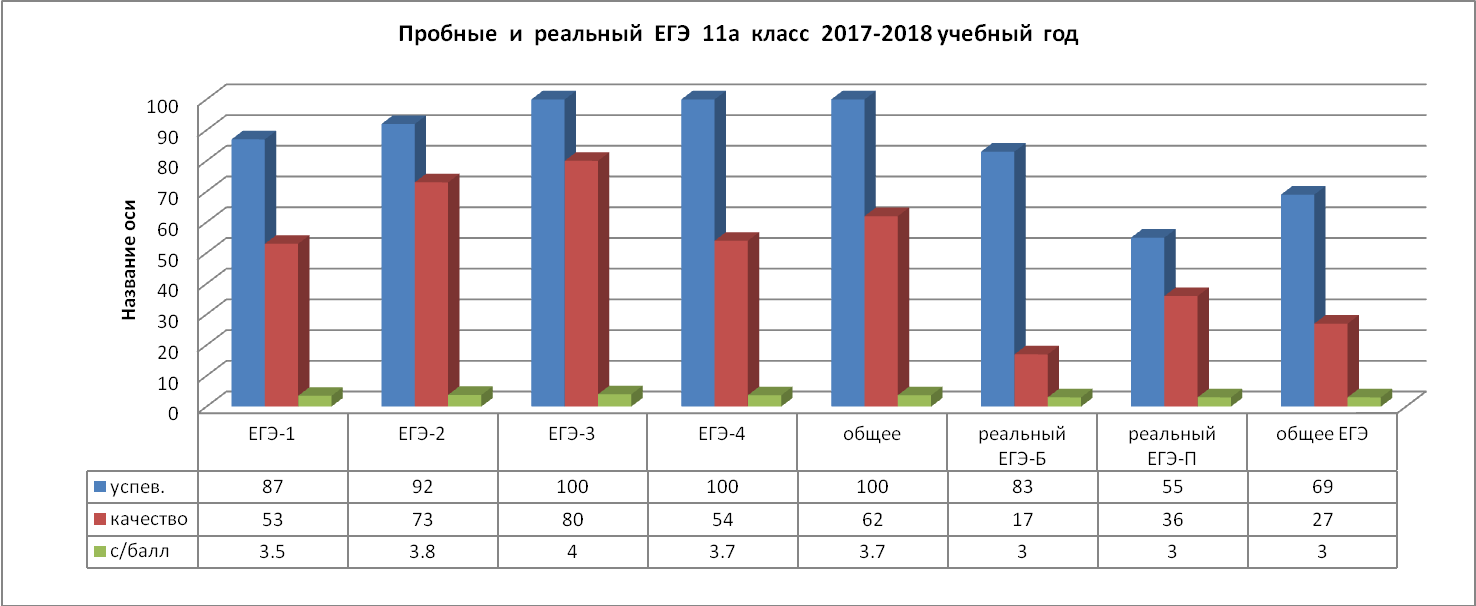 Пробные и реальный ЕГЭ 11а класс 2017-2018 учебный год
Название оси
100
90
80
70
60
50
40
30
20
10
0
ЕГЭ-1 ЕГЭ-2 ЕГЭ-3 ЕГЭ-4 общее реальный ЕГЭ-Б реальный ЕГЭ-П общее ЕГЭ
успев. 87 92 100 100 100 83 55 69
качество 53 73 80 54 62 17 36 27
с/балл 3.5 3.8 4 3.7 3.7 3 3 3